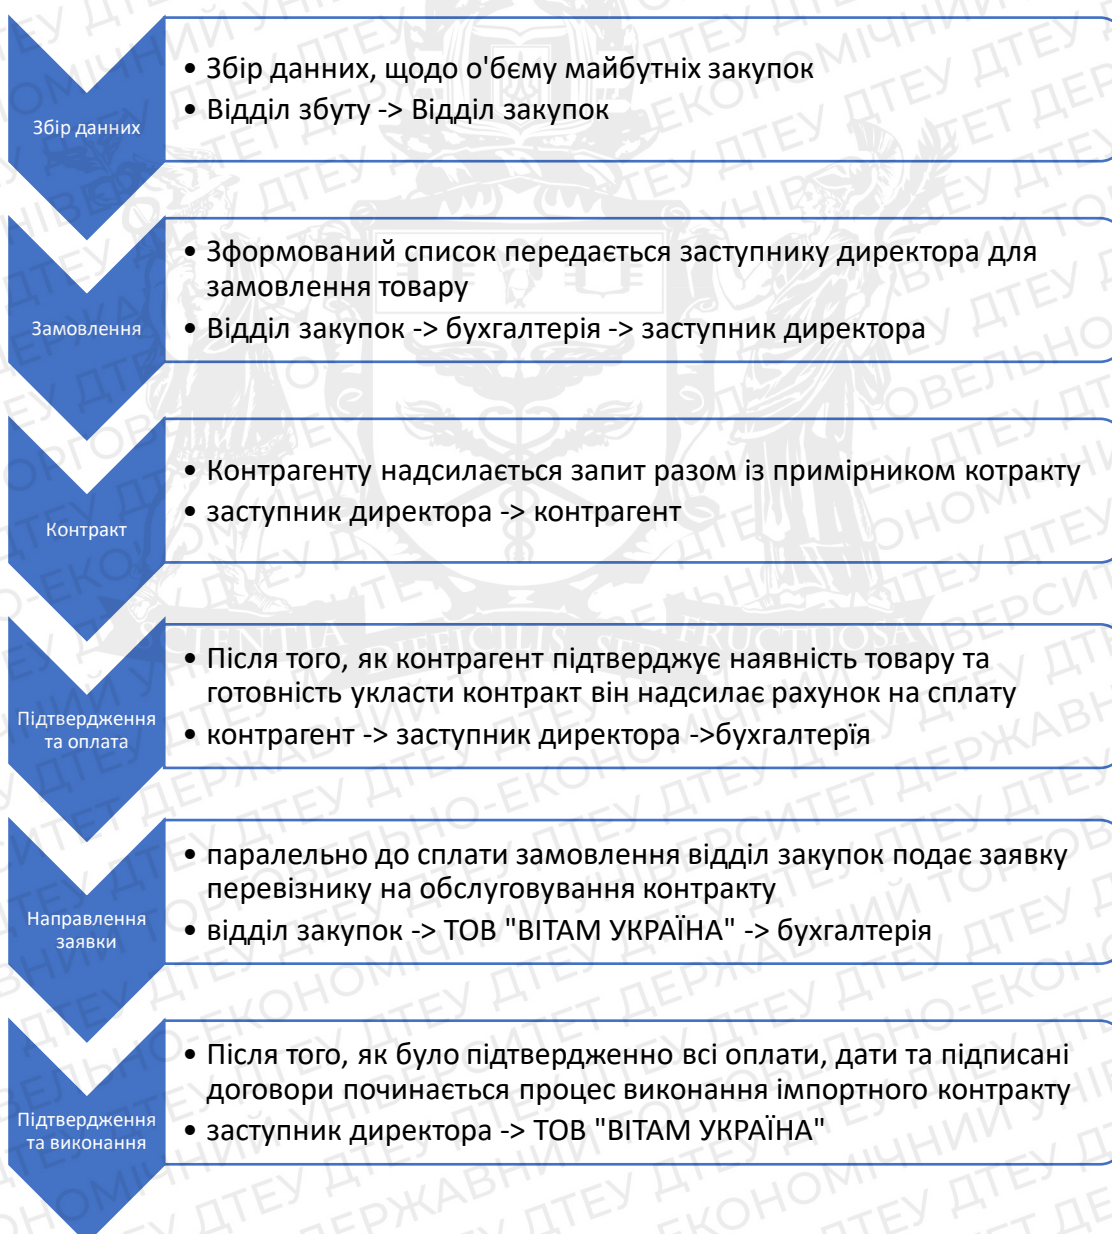 Збір данних
• Збір данних, щодо о'бєму майбутніх закупок
• Відділ збуту -> Відділ закупок
Замовлення
• Зформований список передається заступнику директора для
замовлення товару
• Відділ закупок -> бухгалтерія -> заступник директора
Контракт
• Контрагенту надсилається запит разом із примірником котракту
• заступник директора -> контрагент
SCIENTIA DIFFICILIS SED FRUCTUOSA
Підтвердження
та оплата
• Після того, як контрагент підтверджує наявність товару та
готовність укласти контракт він надсилає рахунок на сплату
• контрагент -> заступник директора ->бухгалтерїя
Направлення
заявки
• паралельно до сплати замовлення відділ закупок подає заявку
перевізнику на обслуговування контракту
• відділ закупок -> ТОВ "ВІТАМ УКРАЇНА" -> бухгалтерія
Підтвердження
та виконання
• Після того, як було підтвердженно всі оплати, дати та підписані
договори починається процес виконання імпортного контракту
• заступник директора -> ТОВ "ВІТАМ УКРАЇНА"